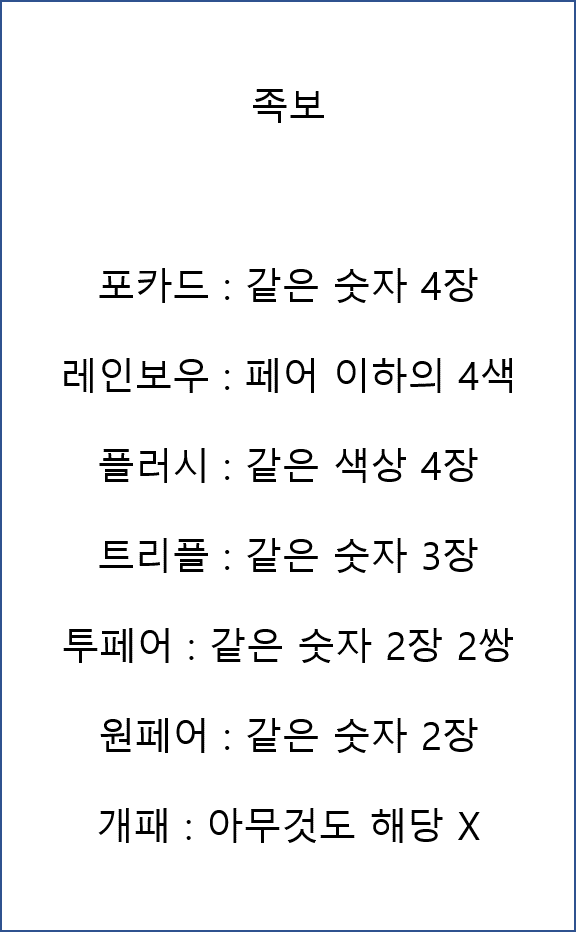 족보
포카드 : 같은 숫자 4장
레인보우 : 페어 이하의 4색
플러시 : 같은 색상 4장
트리플 : 같은 숫자 3장
투페어 : 같은 숫자 2장 2쌍
원페어 : 같은 숫자 2장
개패 : 아무것도 해당 X